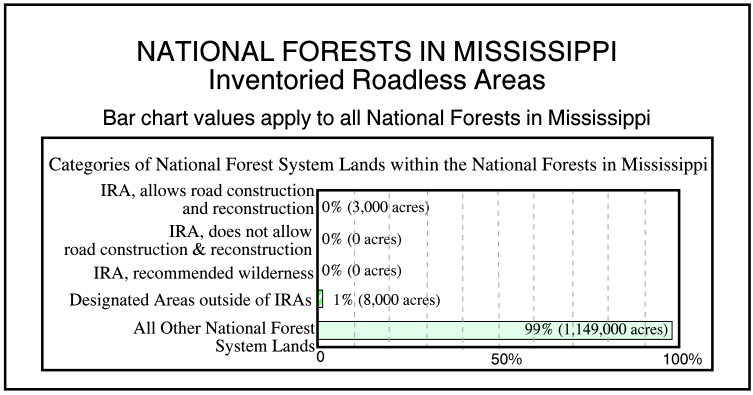 NATIONAL FORESTS IN MISSISSIPPI
Inventoried Roadless Areas
Bar chart values apply to all National Forests in Mississippi
Categories of National Forest System Lands within the National Forests in Mississippi
IRA, allows road construction
and reconstruction 0% (3,000 acres)
IRA, does not allow
road construction & reconstruction 0% (0 acres)
IRA, recommended wilderness 0% (0 acres)
Designated Areas outside of IRAs 1% (8,000 acres)
All Other National Forest
System Lands 99% (1,149,000 acres)
0 50% 100%